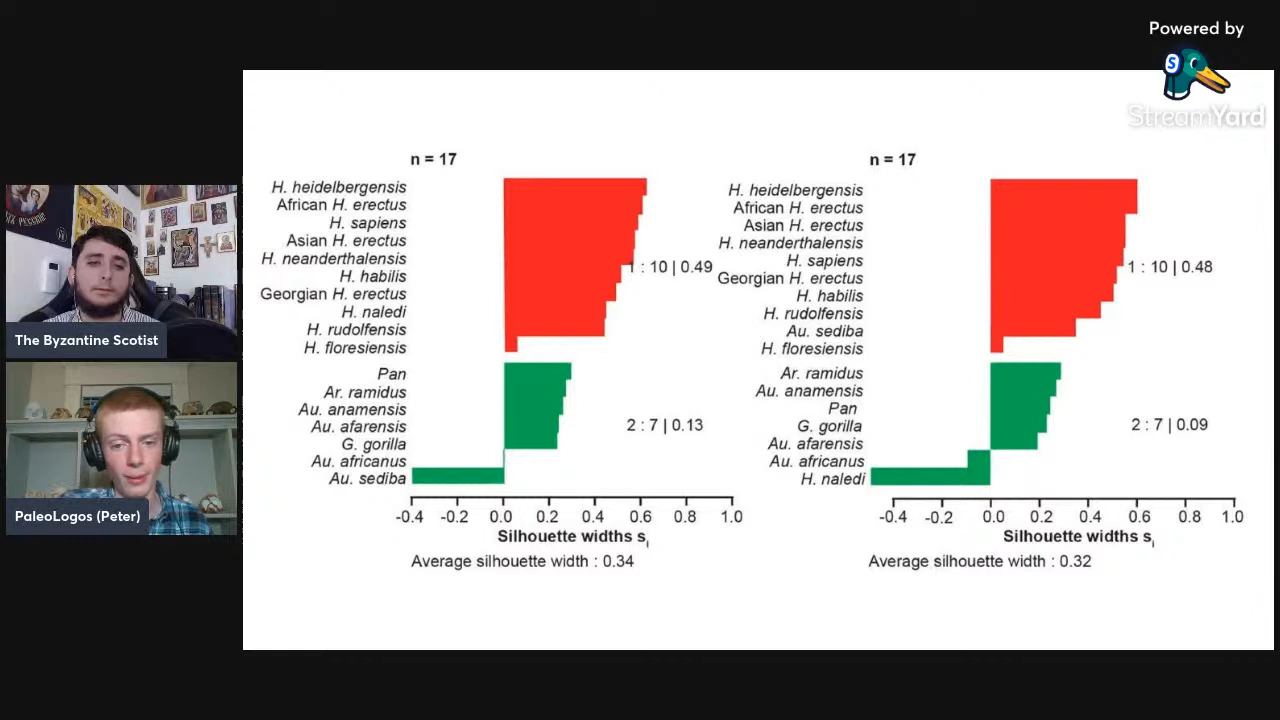 Powered by
S
StreamYard
n = 17
H. heidelbergensis
African H. erectus
H. sapiens
Asian H. erectus
H. neanderthalensis
H. habilis
Georgian H. erectus
H. naledi
H. rudolfensis
H. floresiensis
1 : 10 | 0.49
Pan
Ar. ramidus
Au. anamensis
Au. afarensis
G. gorilla
Au. africanus
Au. sediba
2 : 7 | 0.13
-0.4 -0.2 0.0 0.2 0.4 0.6 0.8 1.0
Silhouette widths si
Average silhouette width : 0.34
n = 17
H. heidelbergensis
African H. erectus
Asian H. erectus
H. neanderthalensis
H. sapiens
Georgian H. erectus
H. habilis
H. rudolfensis
Au. sediba
H. floresiensis
1 : 10 | 0.48
Ar. ramidus
Au. anamensis
Pan
G. gorilla
Au. afarensis
Au. africanus
H. naledi
2 : 7 | 0.09
-0.4 -0.2 0.0 0.2 0.4 0.6 0.8 1.0
Silhouette widths si
Average silhouette width : 0.32
The Byzantine Scotist
PaleoLogos (Peter)